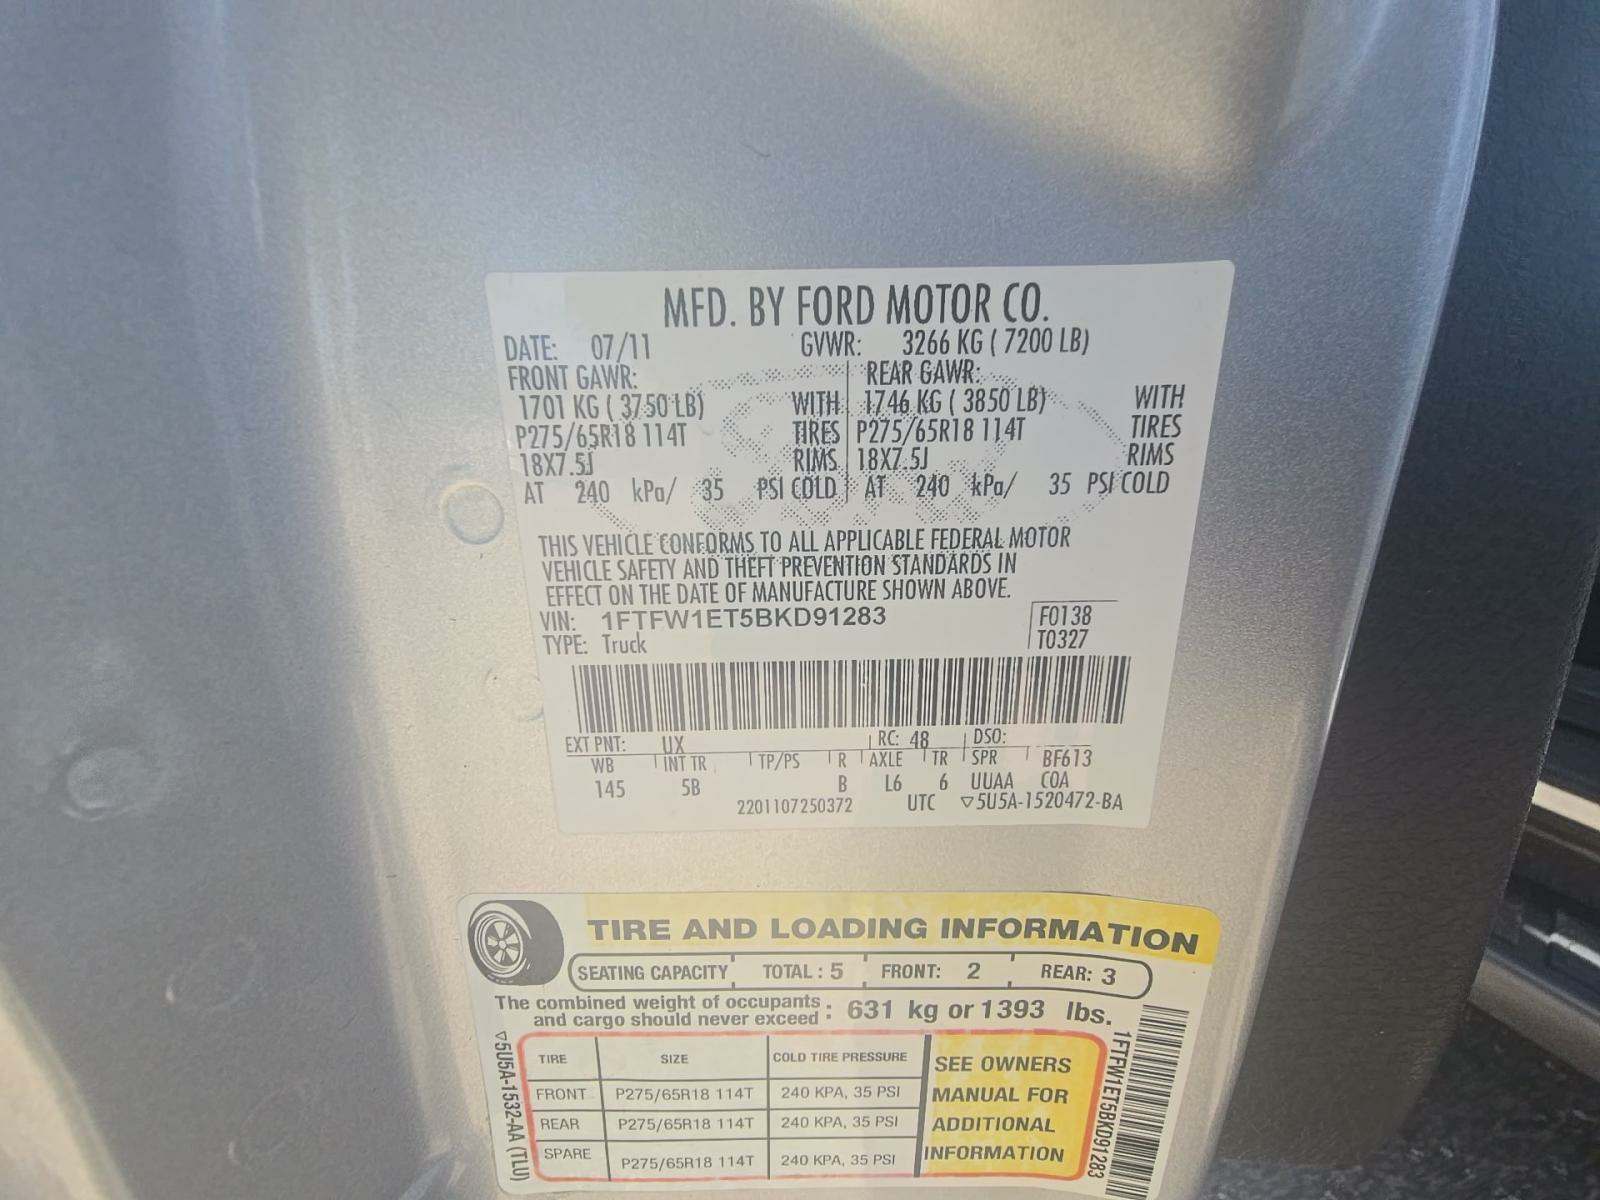 MFD. BY FORD MOTOR CO.
DATE: 07/11 GVWR: 3266 KG ( 7200 LB)
FRONT GAWR: REAR GAWR:
1701 KG ( 3750 LB) WITH 1746 KG ( 3850 LB) WITH
P275/65R18 114T TIRES P275/65R18 114T TIRES
18X7.5J RIMS 18X7.5J RIMS
AT 240 kPa/ 35 PSI COLD AT 240 kPa/ 35 PSI COLD
THIS VEHICLE CONFORMS TO ALL APPLICABLE FEDERAL MOTOR
VEHICLE SAFETY AND THEFT PREVENTION STANDARDS IN
EFFECT ON THE DATE OF MANUFACTURE SHOWN ABOVE.
VIN: 1FTFW1ET5BKD91283 F0138
TYPE: Truck T0327
EXT PNT: UX RC: 48 DSO:
WB INT TR TP/PS R AXLE TR SPR BF613
145 5B B L6 6 UUAA COA
2201107250372 UTC ▽5U5A-1520472-BA
TIRE AND LOADING INFORMATION
SEATING CAPACITY TOTAL : 5 FRONT: 2 REAR: 3
The combined weight of occupants
and cargo should never exceed : 631 kg or 1393 lbs.
TIRE SIZE COLD TIRE PRESSURE
FRONT P275/65R18 114T 240 KPA, 35 PSI
REAR P275/65R18 114T 240 KPA, 35 PSI
SPARE P275/65R18 114T 240 KPA, 35 PSI
SEE OWNERS
MANUAL FOR
ADDITIONAL
INFORMATION
▽5U5A-1532-AA (TLU)
1FTFW1ET5BKD91283